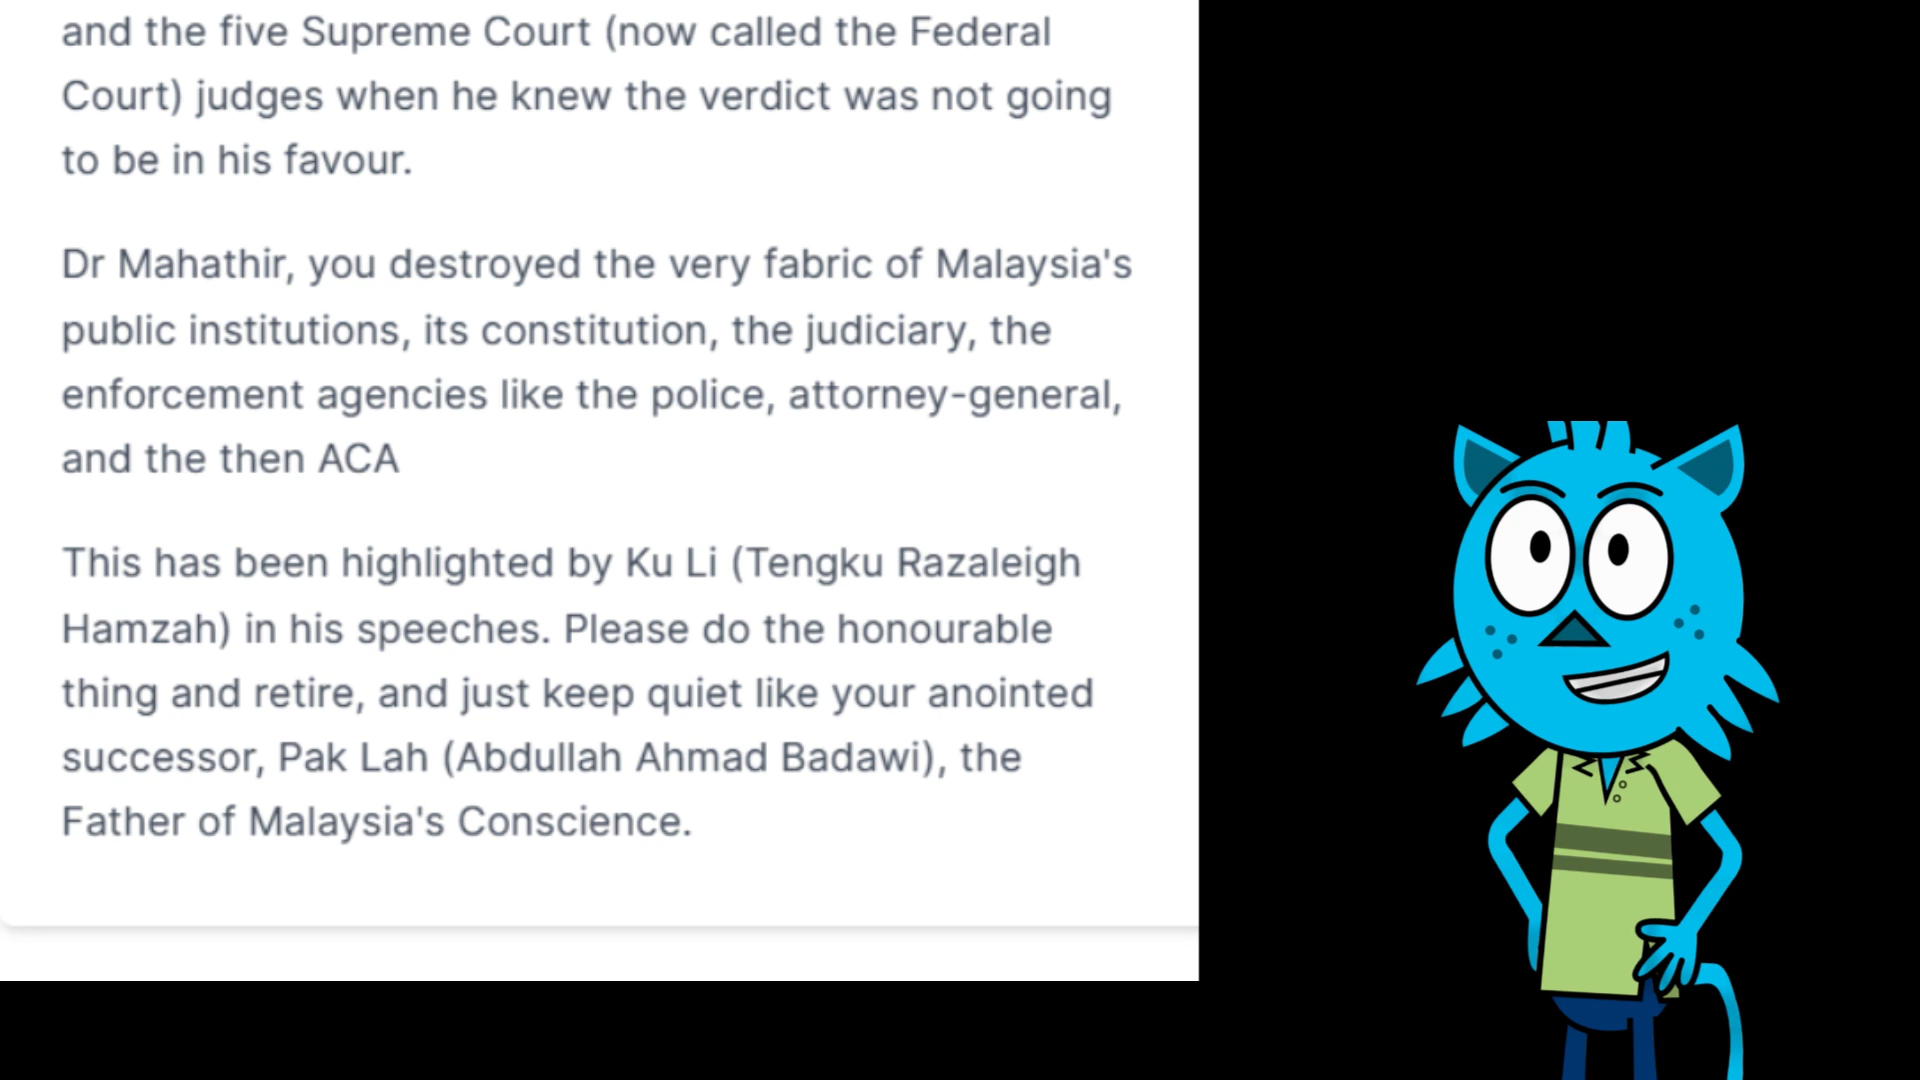 and the five Supreme Court (now called the Federal
Court) judges when he knew the verdict was not going
to be in his favour.
Dr Mahathir, you destroyed the very fabric of Malaysia's
public institutions, its constitution, the judiciary, the
enforcement agencies like the police, attorney-general,
and the then ACA
This has been highlighted by Ku Li (Tengku Razaleigh
Hamzah) in his speeches. Please do the honourable
thing and retire, and just keep quiet like your anointed
successor, Pak Lah (Abdullah Ahmad Badawi), the
Father of Malaysia's Conscience.